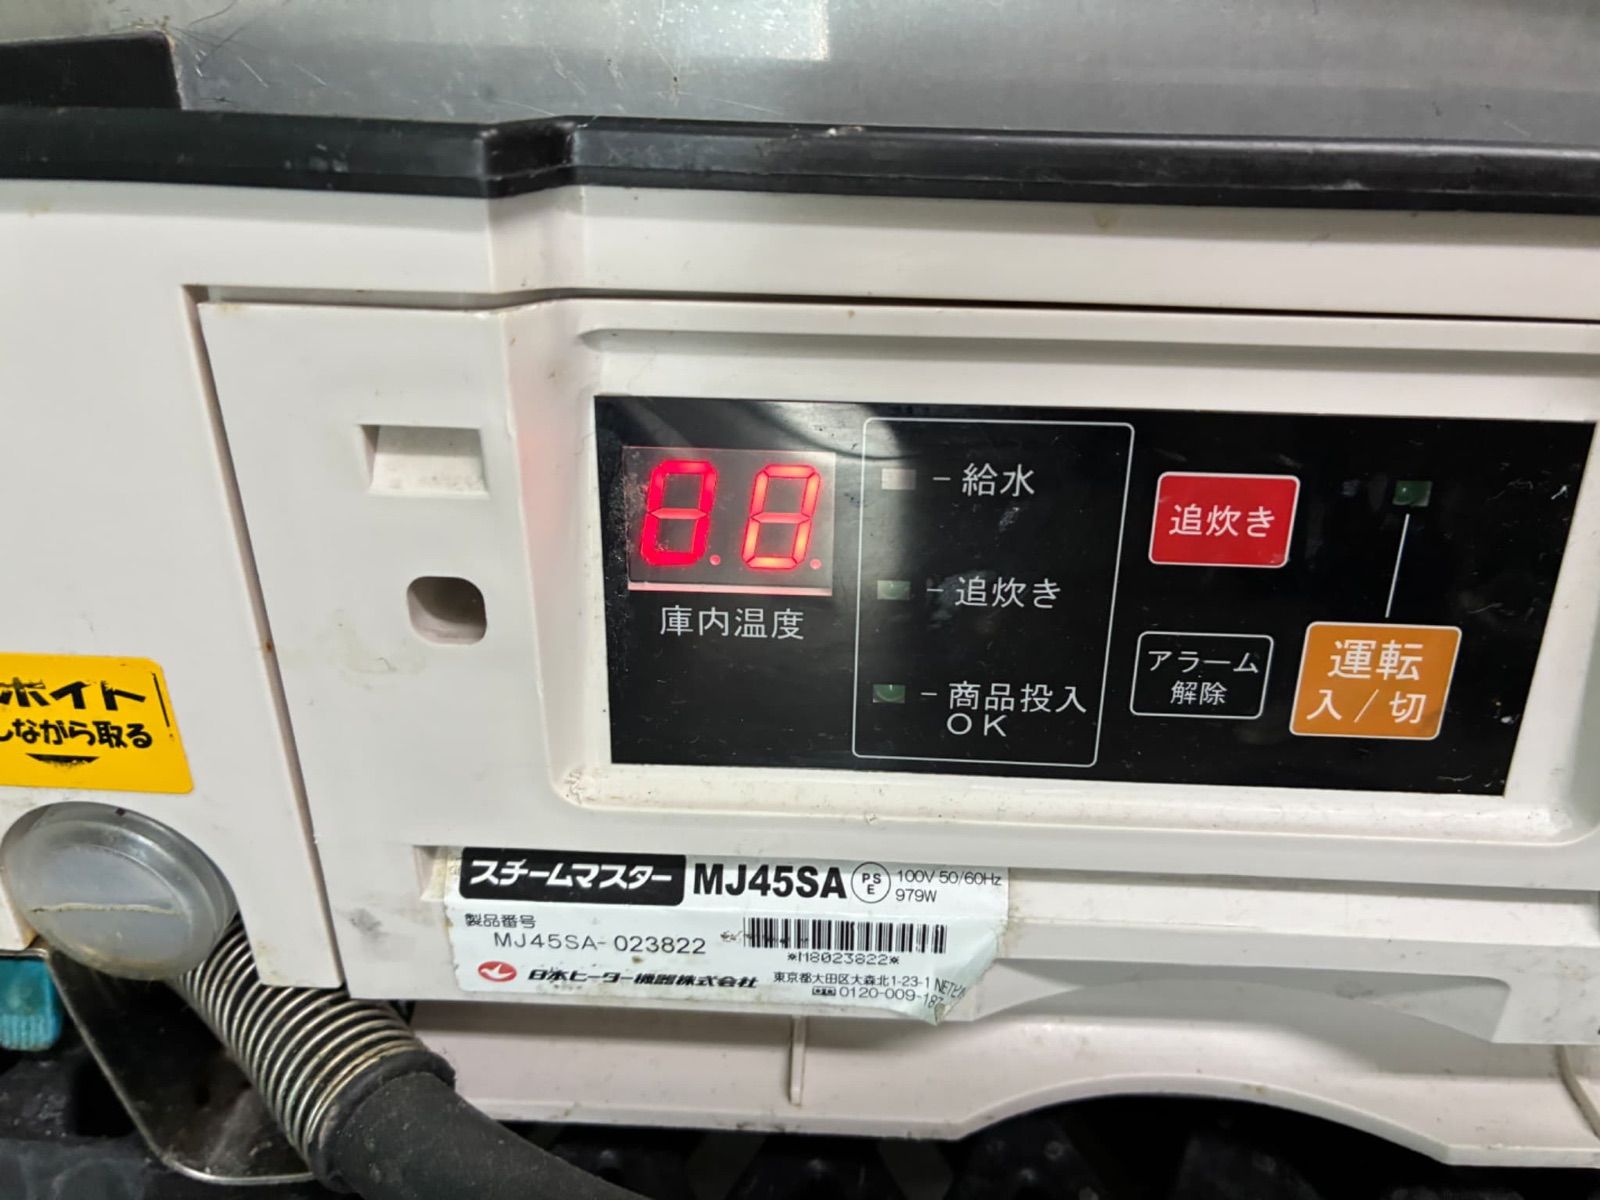 00
庫内温度
給水
追炊き
商品投入
OK
追炊き
アラーム
解除
運転
入/切
ホイト
しながら取る
スチームマスター MJ45SA PSE 100V 50/60Hz
979W
製品番号
MJ45SA-023822
*M8023822*
日本ヒーター機器株式会社 東京都大田区大森北1-23-1
0120-009-187